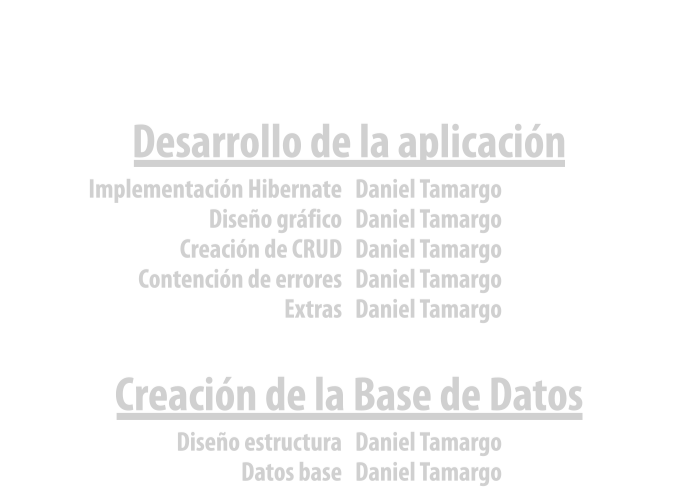 Desarrollo de la aplicación
Implementación Hibernate Daniel Tamargo
Diseño gráfico Daniel Tamargo
Creación de CRUD Daniel Tamargo
Contención de errores Daniel Tamargo
Extras Daniel Tamargo
Creación de la Base de Datos
Diseño estructura Daniel Tamargo
Datos base Daniel Tamargo